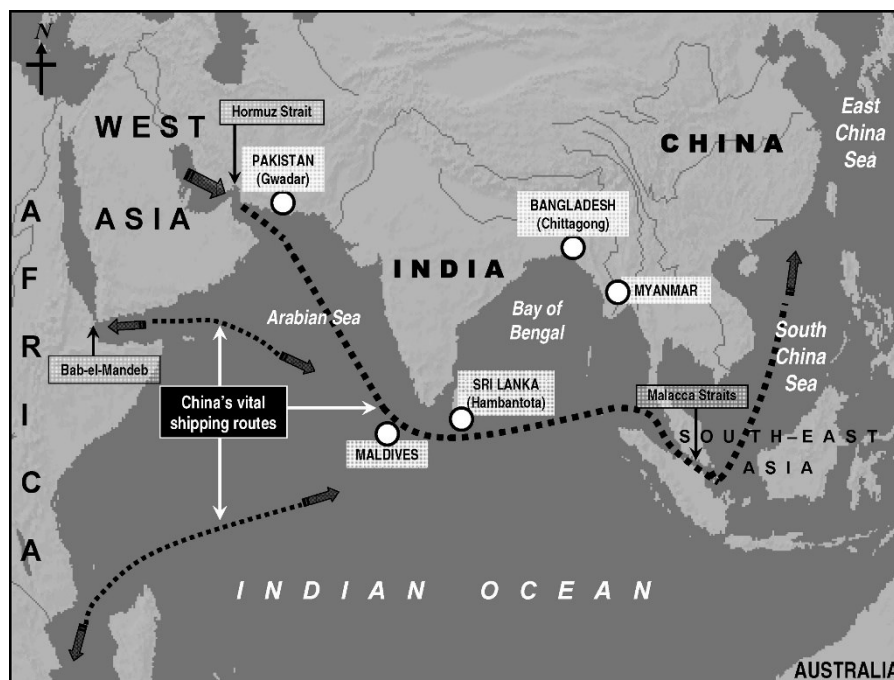 N
WEST
ASIA
Hormuz Strait
PAKISTAN
(Gwadar)
CHINA
East
China
Sea
BANGLADESH
(Chittagong)
INDIA
MYANMAR
AFRICA
Arabian Sea
Bay of
Bengal
South
China
Sea
Bab-el-Mandeb
China's vital
shipping routes
SRI LANKA
(Hambantota)
Malacca Straits
MALDIVES
SOUTH–EAST
ASIA
INDIAN OCEAN
AUSTRALIA